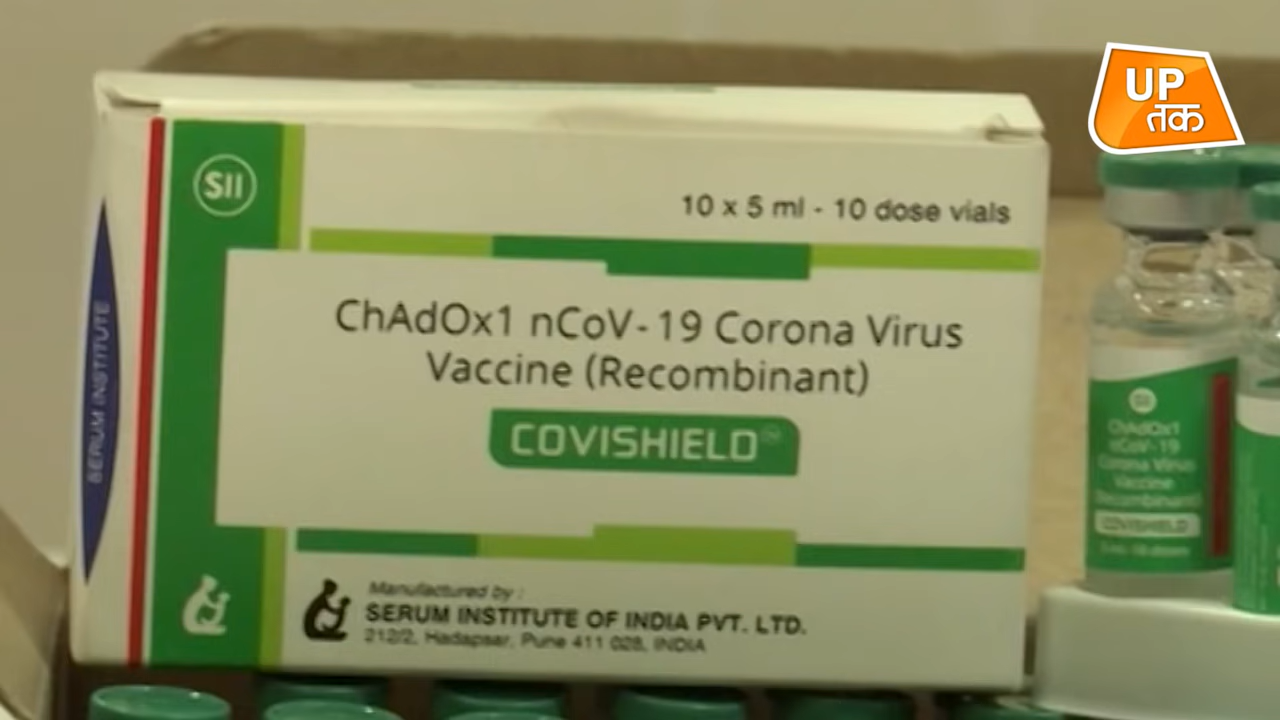 UP
तक
SII
10 x 5 ml - 10 dose vials
ChAdOx1 nCoV-19 Corona Virus
Vaccine (Recombinant)
COVISHIELD™
SERUM INSTITUTE
Manufactured by :
SERUM INSTITUTE OF INDIA PVT. LTD.
212/2, Hadapsar, Pune 411 028, INDIA
SII
ChAdOx1
nCoV-19
Corona Virus
Vaccine
(Recombinant)
COVISHIELD